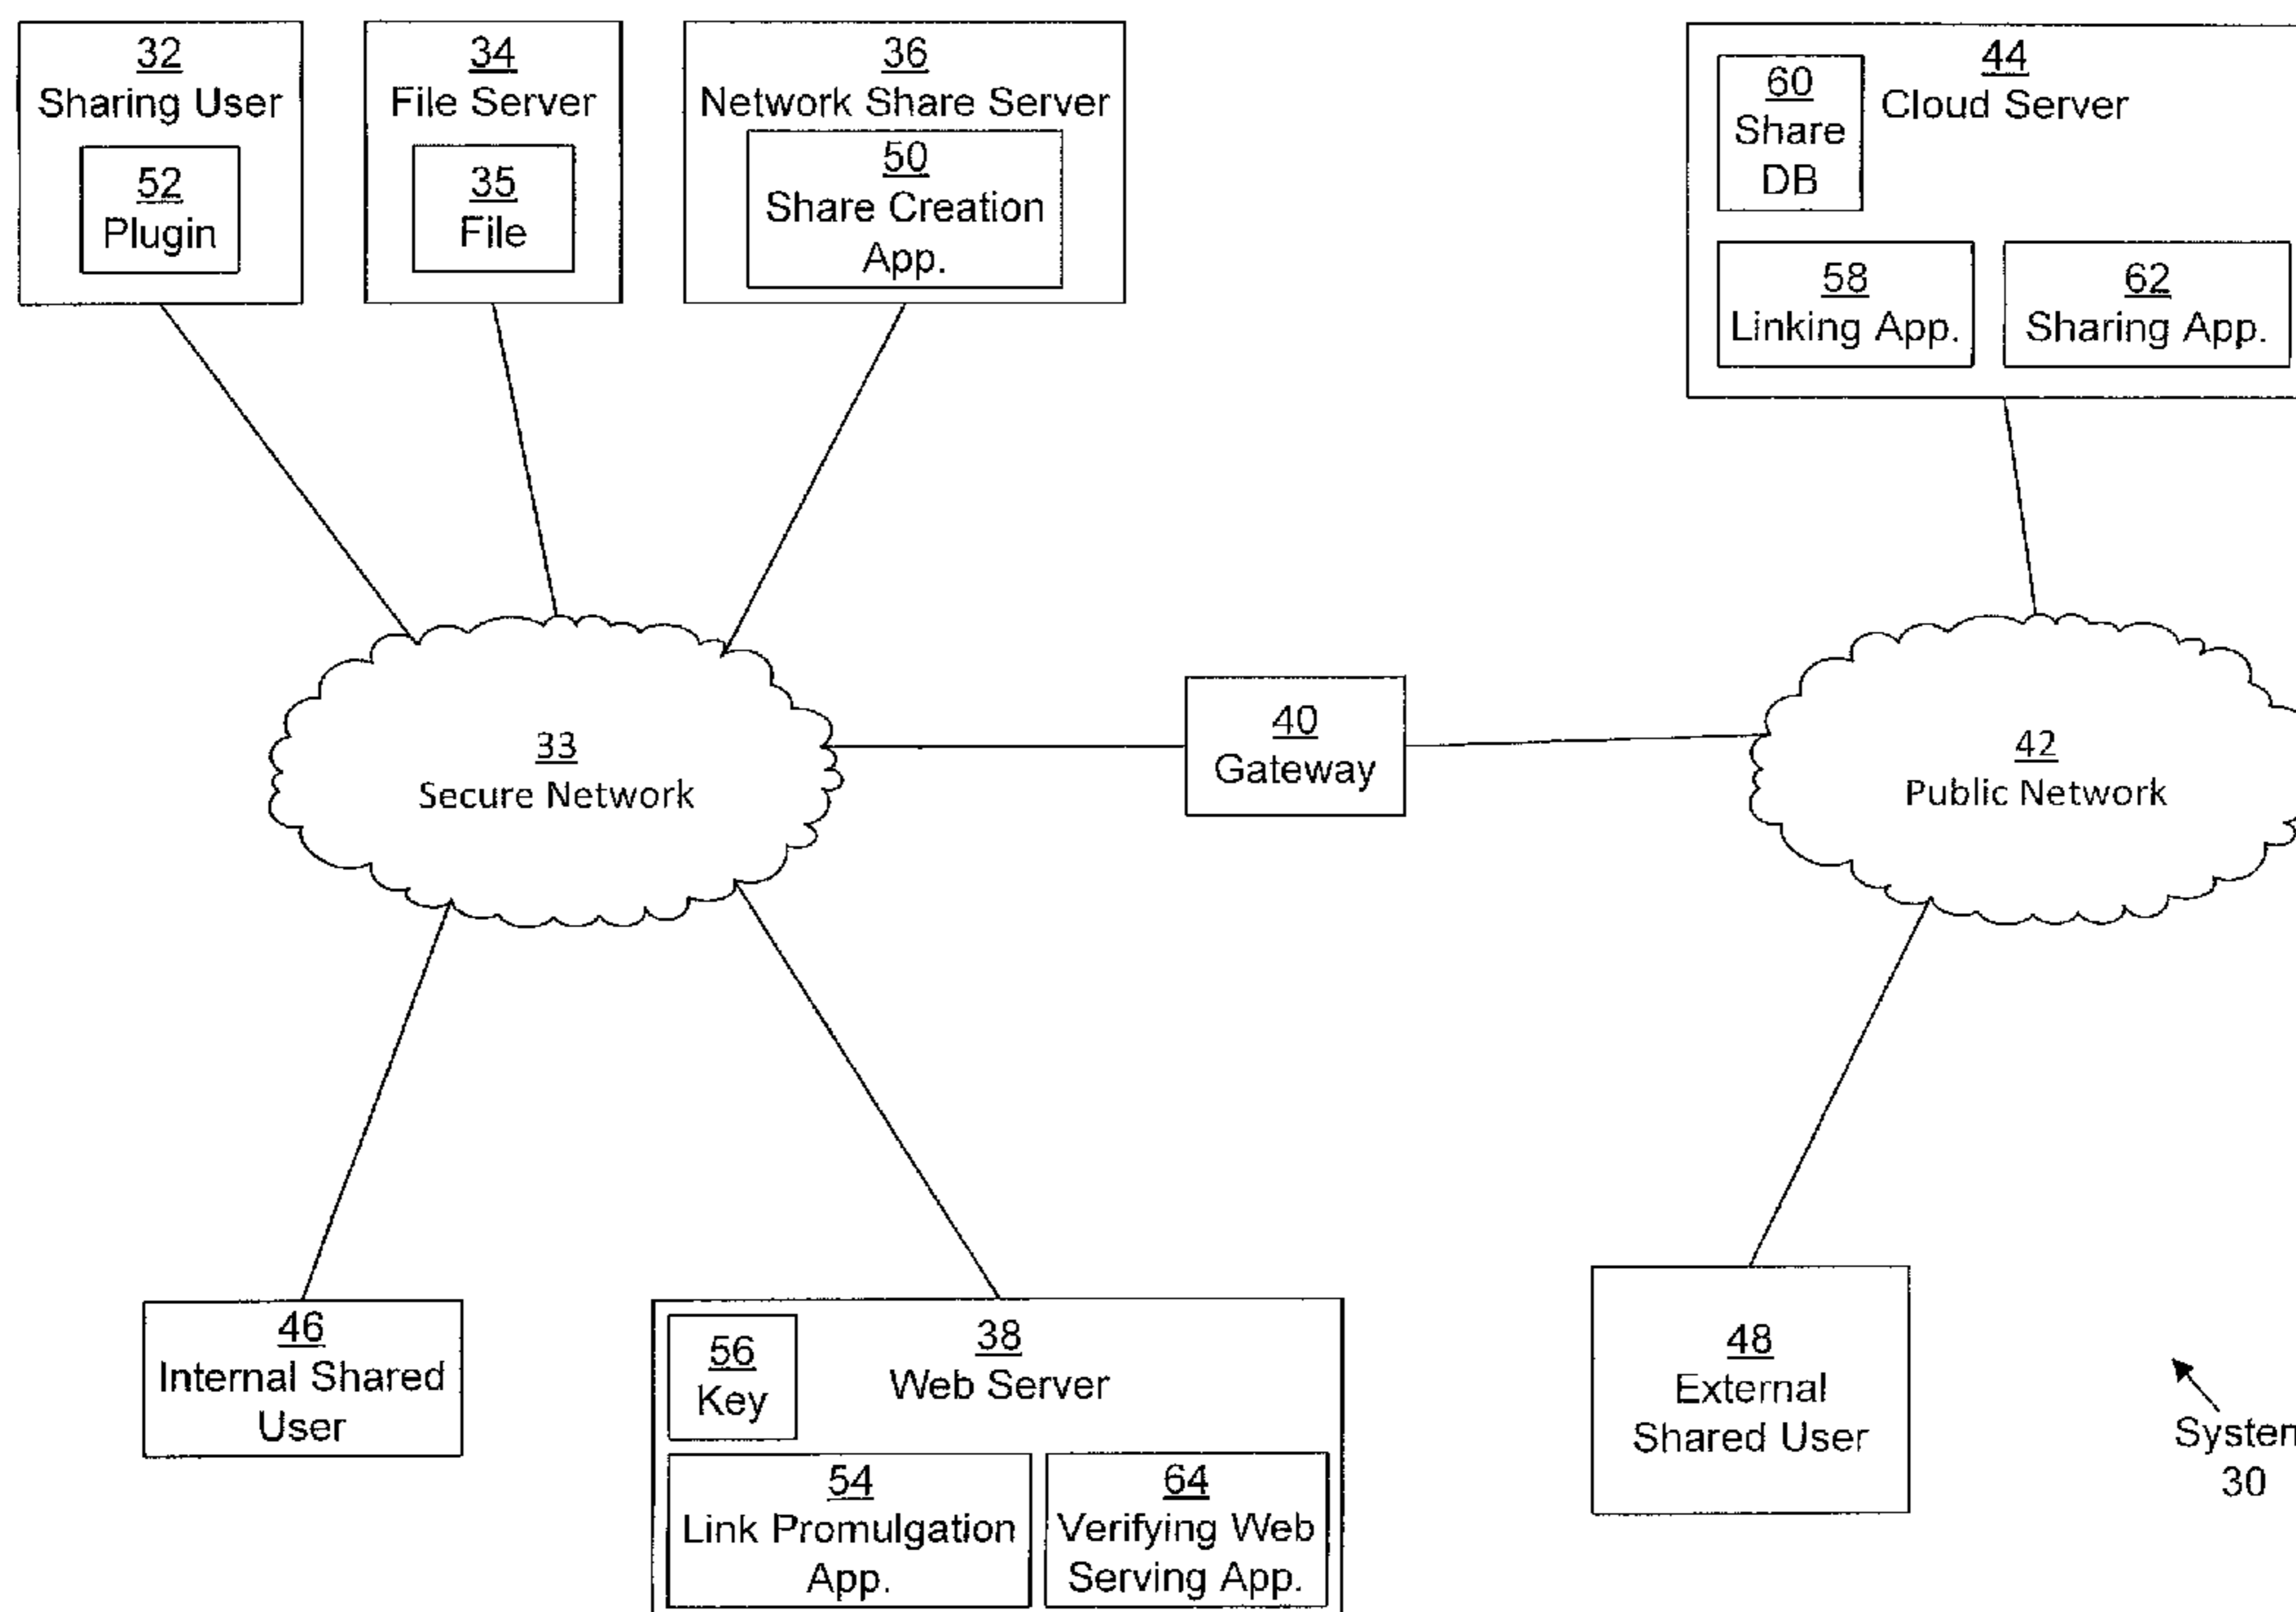 32
Sharing User
52
Plugin
34
File Server
35
File
36
Network Share Server
50
Share Creation
App.
44
Cloud Server
60
Share
DB
58
Linking App.
62
Sharing App.
33
Secure Network
40
Gateway
42
Public Network
46
Internal Shared
User
38
Web Server
56
Key
54
Link Promulgation
App.
64
Verifying Web
Serving App.
48
External
Shared User
System
30